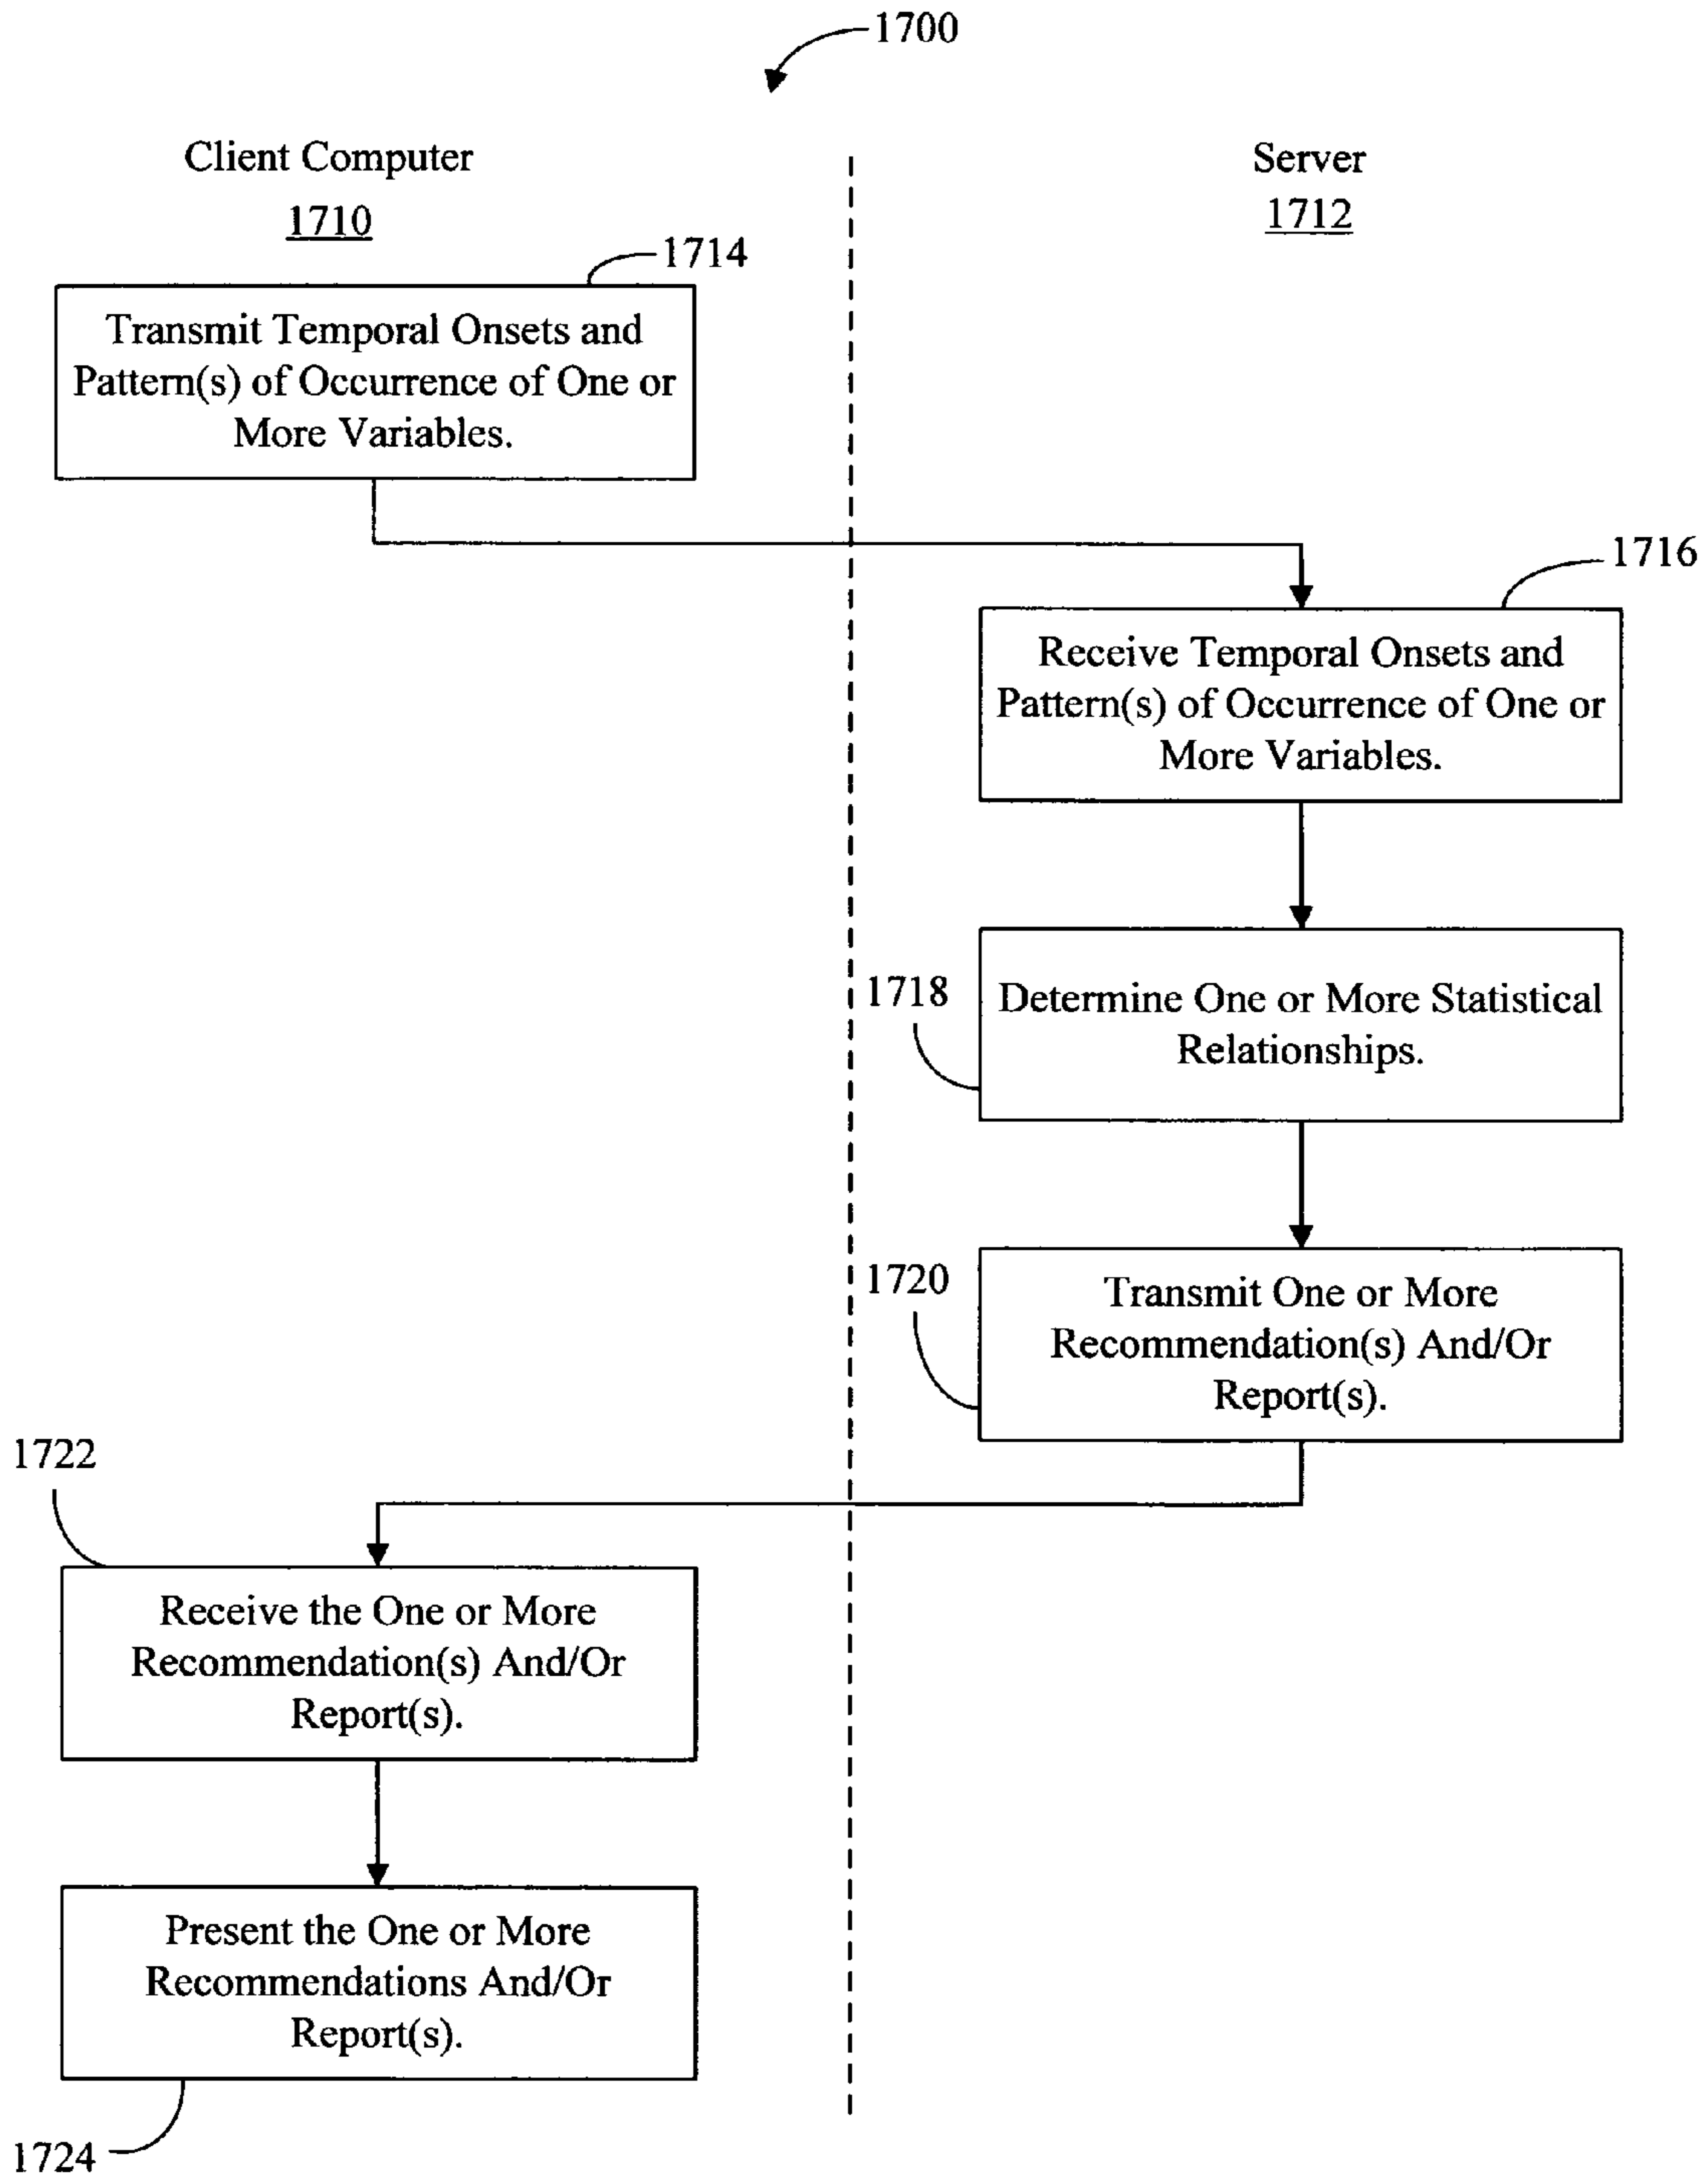 1700
Client Computer
1710
Server
1712
1714
Transmit Temporal Onsets and
Pattern(s) of Occurrence of One or
More Variables.
1716
Receive Temporal Onsets and
Pattern(s) of Occurrence of One or
More Variables.
1718
Determine One or More Statistical
Relationships.
1720
Transmit One or More
Recommendation(s) And/Or
Report(s).
1722
Receive the One or More
Recommendation(s) And/Or
Report(s).
Present the One or More
Recommendations And/Or
Report(s).
1724